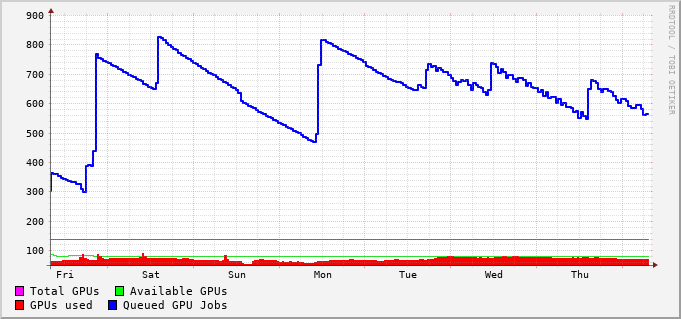 900
800
700
600
500
400
300
200
100
Fri Sat Sun Mon Tue Wed Thu
Total GPUs Available GPUs
GPUs used Queued GPU Jobs
RRDTOOL / TOBI OETIKER